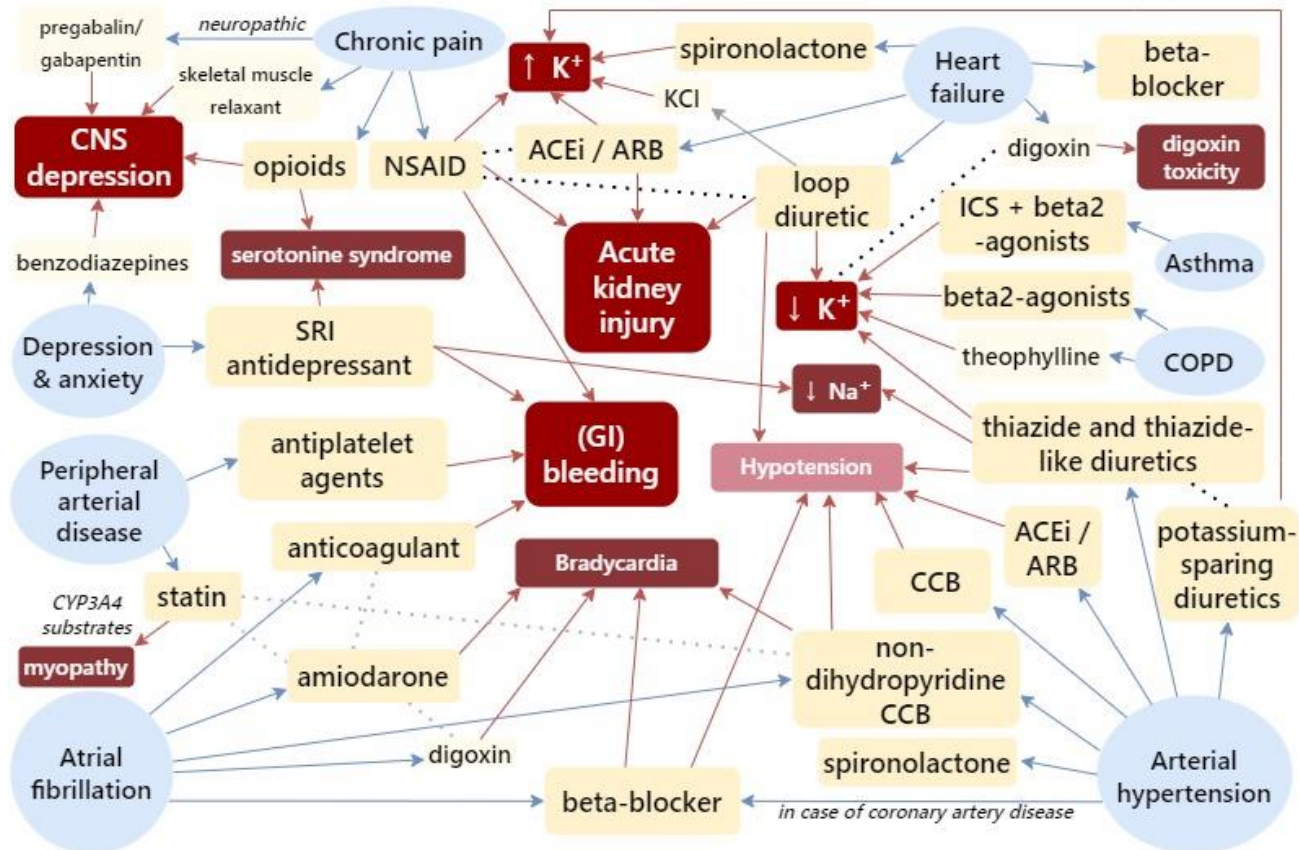 pregabalin/
gabapentin
neuropathic
Chronic pain
skeletal muscle
relaxant
↑ K⁺
spironolactone
Heart
failure
beta-
blocker
KCl
CNS
depression
opioids
NSAID
ACEi / ARB
loop
diuretic
digoxin
digoxin
toxicity
ICS + beta2
-agonists
Asthma
serotonine syndrome
benzodiazepines
Acute
kidney
injury
↓ K⁺
beta2-agonists
theophylline
COPD
Depression
& anxiety
SRI
antidepressant
↓ Na⁺
(GI)
bleeding
antiplatelet
agents
Peripheral
arterial
disease
Hypotension
thiazide and thiazide-
like diuretics
anticoagulant
Bradycardia
CCB
ACEi /
ARB
potassium-
sparing
diuretics
statin
CYP3A4
substrates
myopathy
amiodarone
non-
dihydropyridine
CCB
Atrial
fibrillation
digoxin
beta-blocker
spironolactone
in case of coronary artery disease
Arterial
hypertension